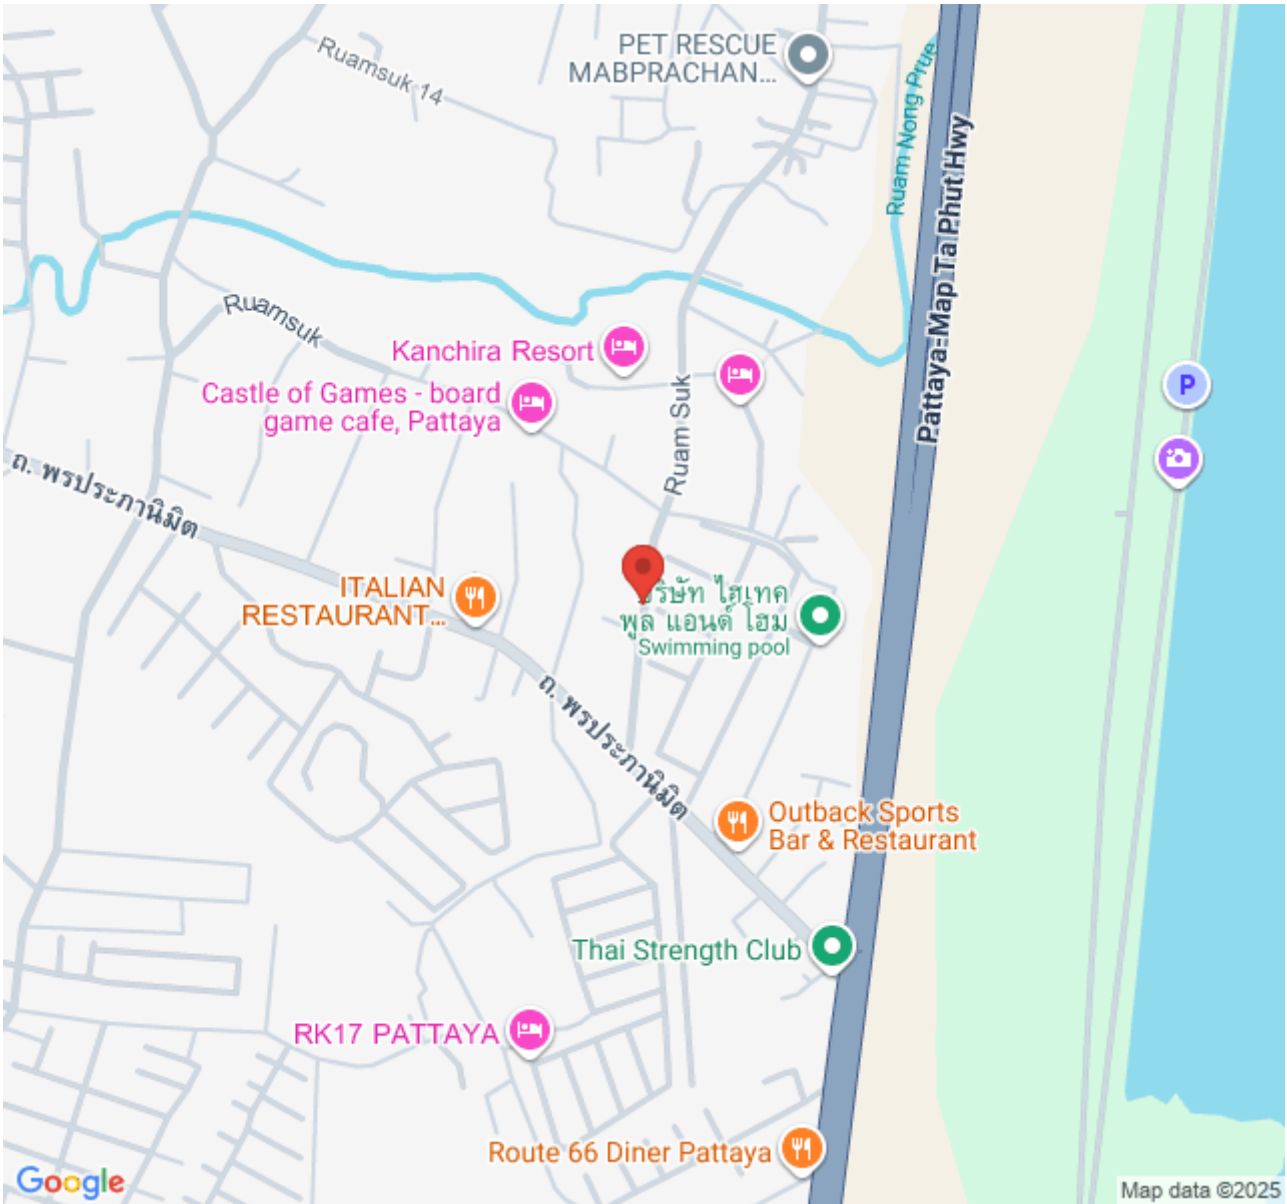 PET RESCUE
MABPRACHAN...
Ruamsuk 14
Ruam Nong Prue
Pattaya-Map Ta Phut Hwy
Ruamsuk
Kanchira Resort
Castle of Games - board
game cafe, Pattaya
P
Ruam Suk
ถ. พรประภานิมิต
ITALIAN
RESTAURANT...
ริษัท ไฮเทค
พูล แอนด์ โฮม
Swimming pool
ถ. พรประภานิมิต
Outback Sports
Bar & Restaurant
Thai Strength Club
RK17 PATTAYA
Route 66 Diner Pattaya
Google
Map data ©2025